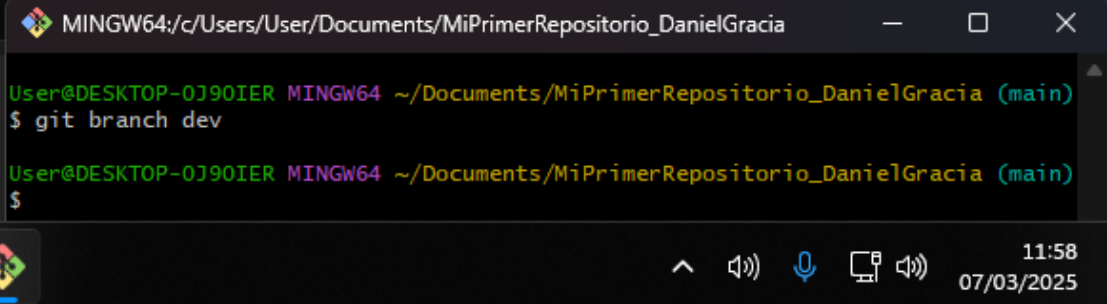 MINGW64:/c/Users/User/Documents/MiPrimerRepositorio_DanielGracia
User@DESKTOP-OJ9OIER MINGW64 ~/Documents/MiPrimerRepositorio_DanielGracia (main)
$ git branch dev
User@DESKTOP-OJ9OIER MINGW64 ~/Documents/MiPrimerRepositorio_DanielGracia (main)
$
11:58
07/03/2025